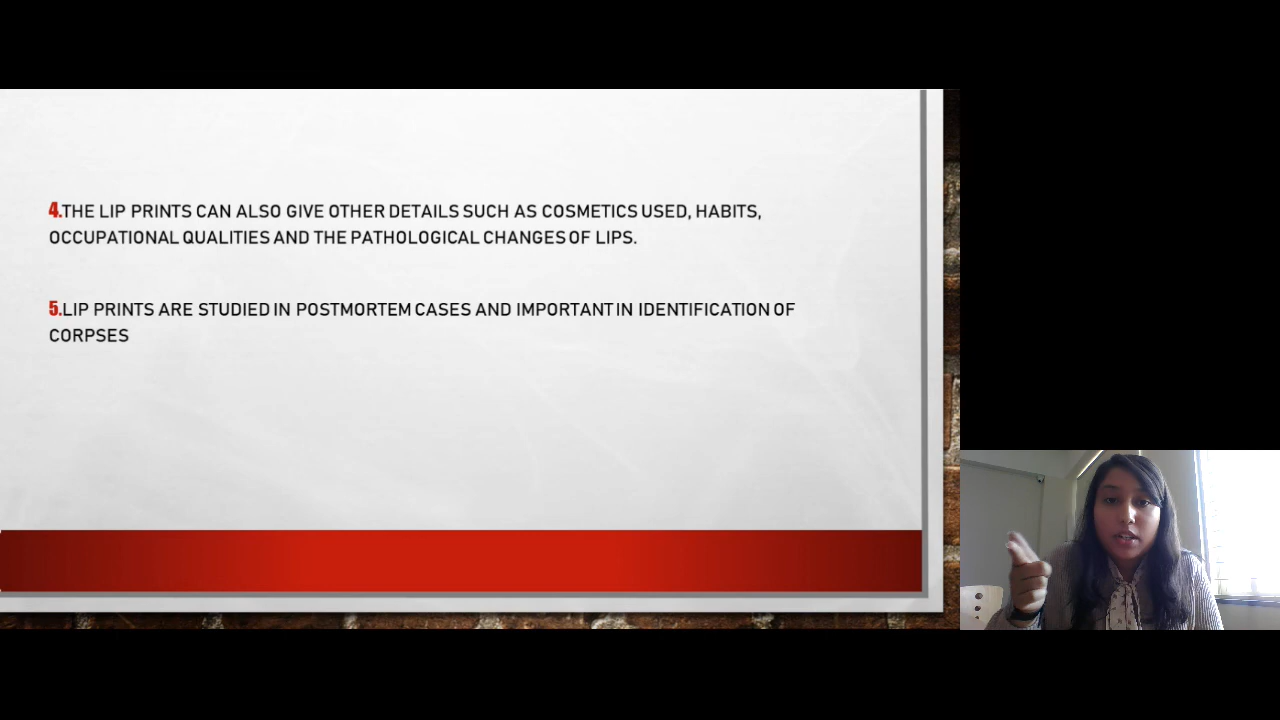 4.THE LIP PRINTS CAN ALSO GIVE OTHER DETAILS SUCH AS COSMETICS USED, HABITS,
OCCUPATIONAL QUALITIES AND THE PATHOLOGICAL CHANGES OF LIPS.
5.LIP PRINTS ARE STUDIED IN POSTMORTEM CASES AND IMPORTANT IN IDENTIFICATION OF
CORPSES